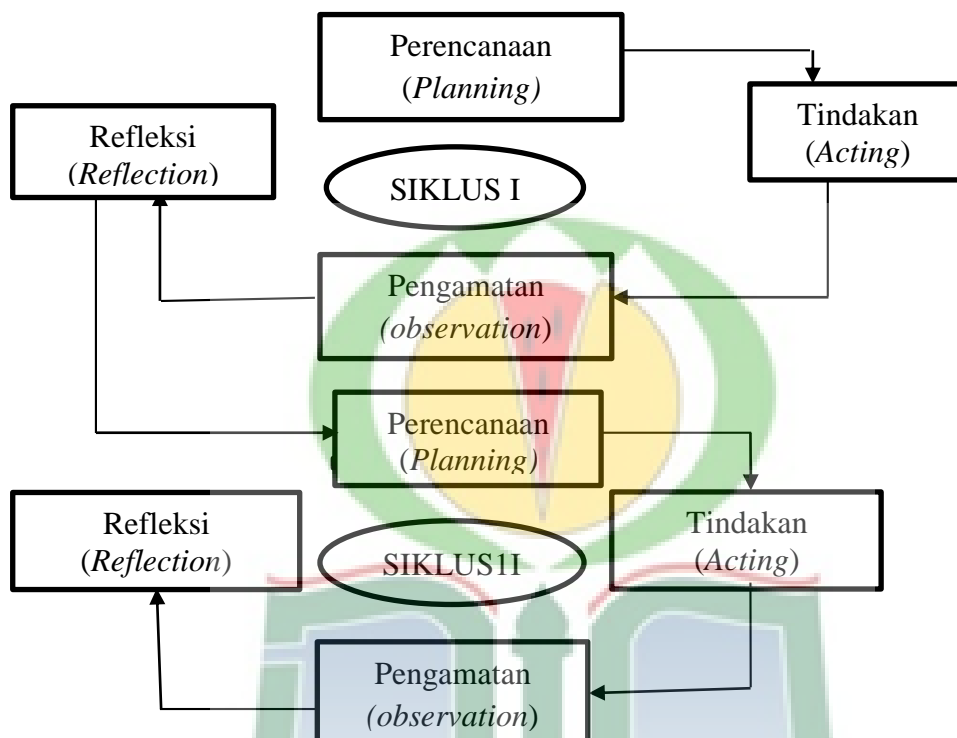 Perencanaan
(Planning)
Tindakan
(Acting)
Refleksi
(Reflection)
SIKLUS I
Pengamatan
(observation)
Perencanaan
(Planning)
Refleksi
(Reflection)
Tindakan
(Acting)
SIKLUS1I
Pengamatan
(observation)